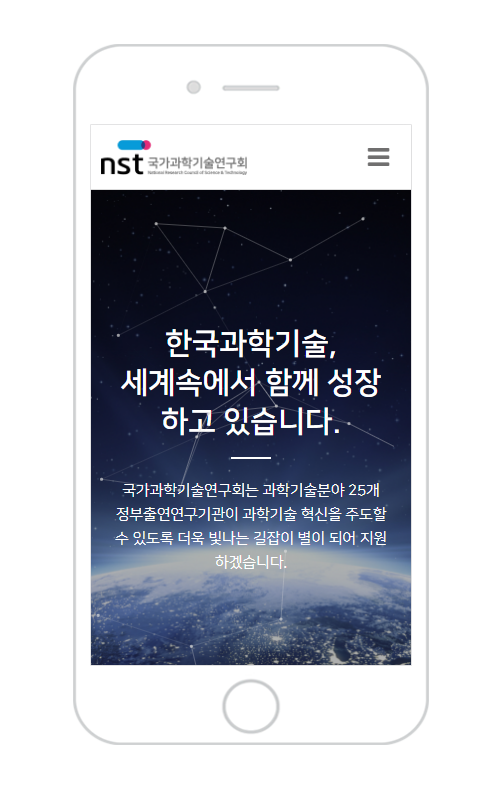 nst 국가과학기술연구회
National Research Council of Science & Technology
한국과학기술,
세계속에서 함께 성장
하고 있습니다.
국가과학기술연구회는 과학기술분야 25개
정부출연연구기관이 과학기술 혁신을 주도할
수 있도록 더욱 빛나는 길잡이 별이 되어 지원
하겠습니다.